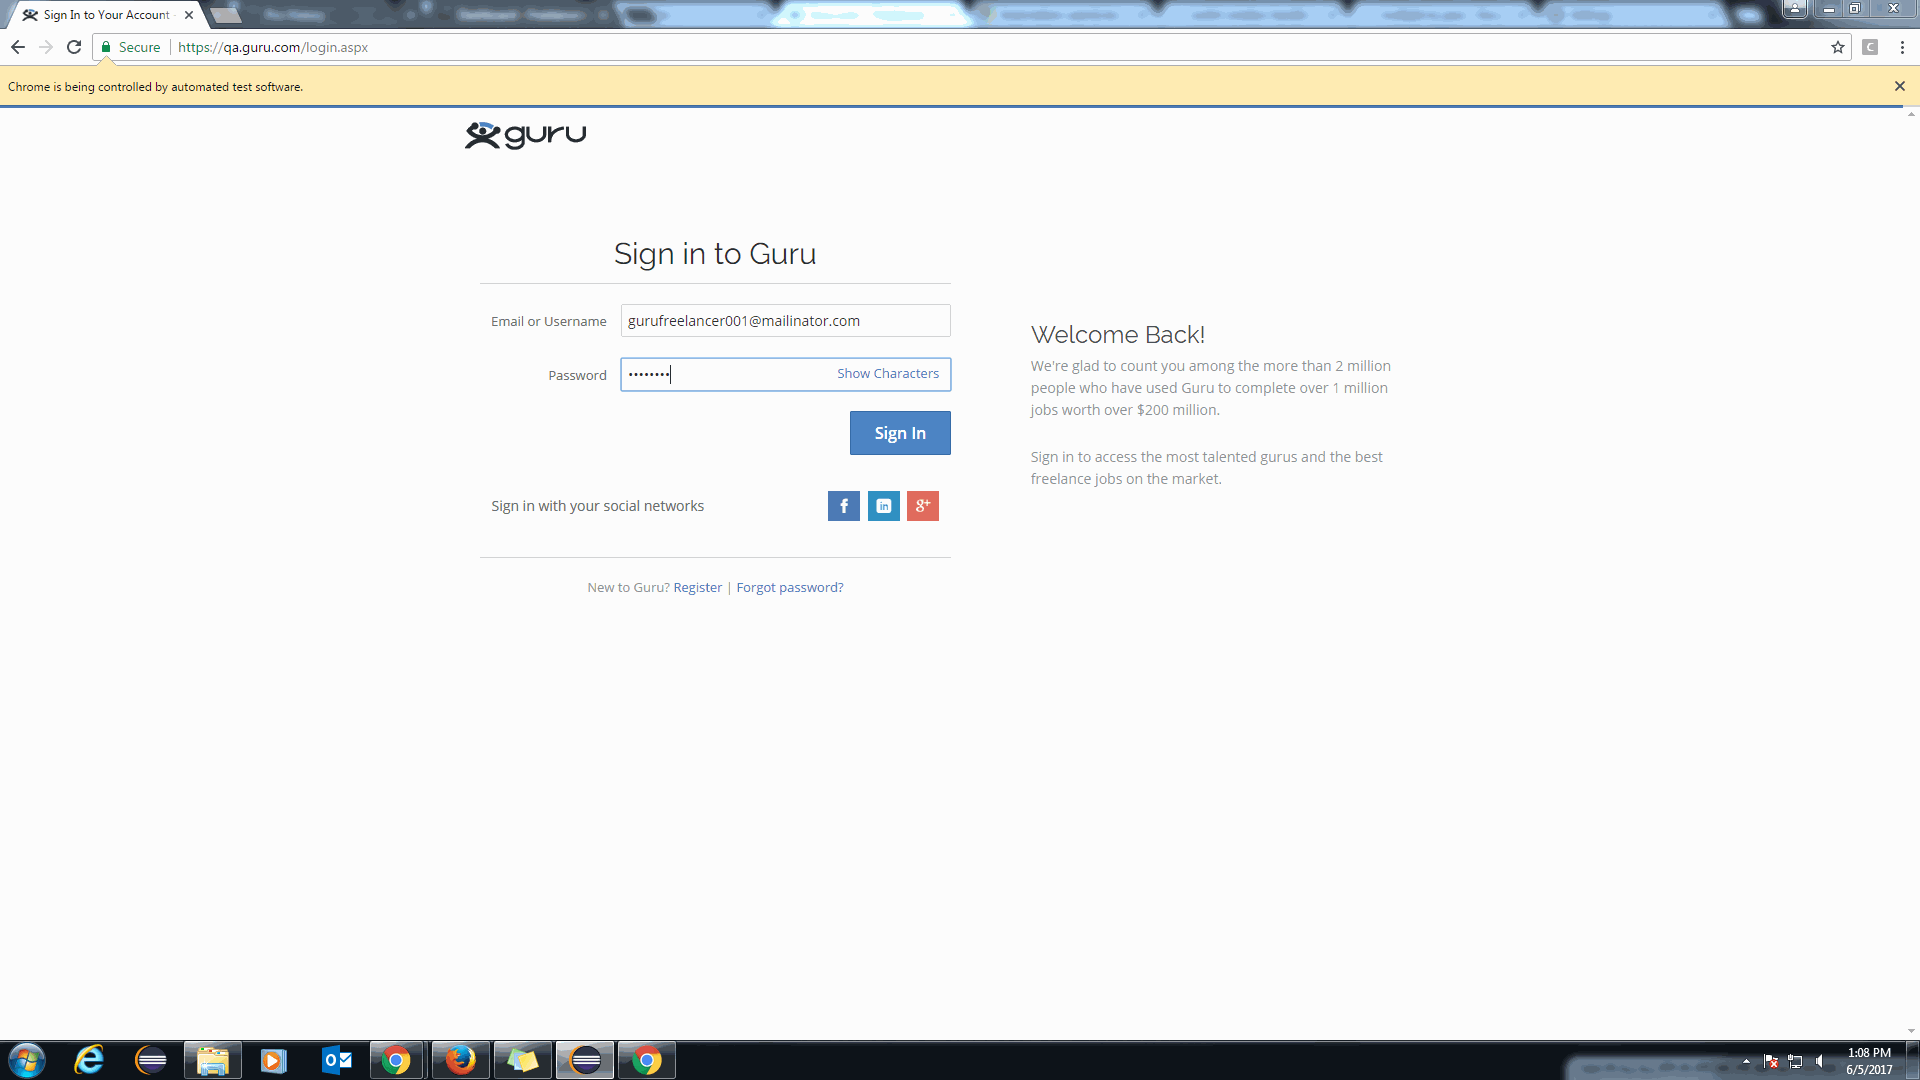 Sign In to Your Account
Secure
https://qa.guru.com/login.aspx
C
Chrome is being controlled by automated test software.
guru
Sign in to Guru
Email or Username
gurufreelancer001@mailinator.com
Password
••••••••
Show Characters
Sign In
Sign in with your social networks
f
in
g+
New to Guru? Register | Forgot password?
Welcome Back!
We're glad to count you among the more than 2 million
people who have used Guru to complete over 1 million
jobs worth over $200 million.
Sign in to access the most talented gurus and the best
freelance jobs on the market.
1:08 PM
6/5/2017